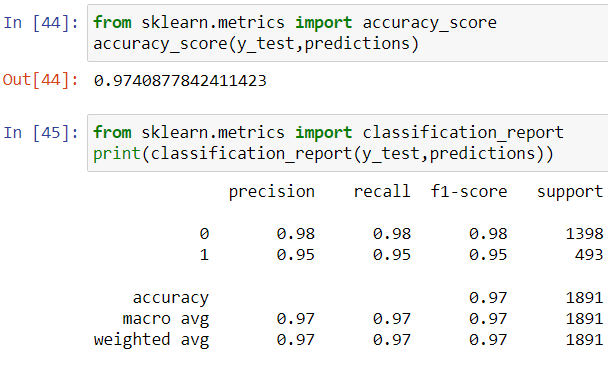 In [44]: from sklearn.metrics import accuracy_score
accuracy_score(y_test,predictions)
Out[44]: 0.9740877842411423
In [45]: from sklearn.metrics import classification_report
print(classification_report(y_test,predictions))
precision recall f1-score support
0 0.98 0.98 0.98 1398
1 0.95 0.95 0.95 493
accuracy 0.97 1891
macro avg 0.97 0.97 0.97 1891
weighted avg 0.97 0.97 0.97 1891